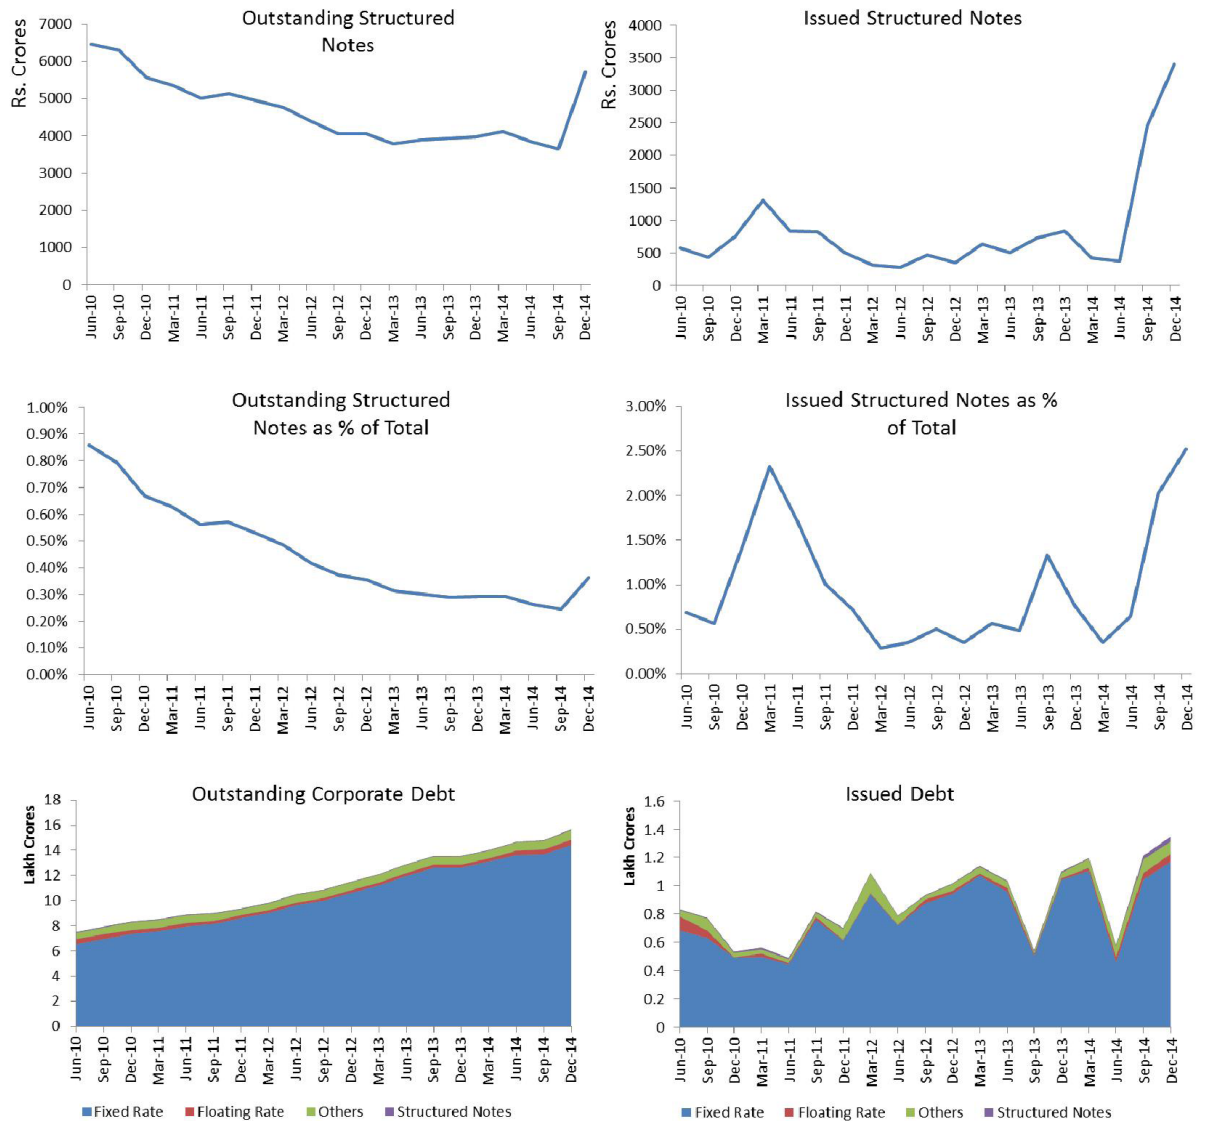 Outstanding Structured
Notes
Rs. Crores
7000
6000
5000
4000
3000
2000
1000
0
Jun-10
Sep-10
Dec-10
Mar-11
Jun-11
Sep-11
Dec-11
Mar-12
Jun-12
Sep-12
Dec-12
Mar-13
Jun-13
Sep-13
Dec-13
Mar-14
Jun-14
Sep-14
Dec-14
Issued Structured Notes
Rs. Crores
4000
3500
3000
2500
2000
1500
1000
500
0
Jun-10
Sep-10
Dec-10
Mar-11
Jun-11
Sep-11
Dec-11
Mar-12
Jun-12
Sep-12
Dec-12
Mar-13
Jun-13
Sep-13
Dec-13
Mar-14
Jun-14
Sep-14
Dec-14
Outstanding Structured
Notes as % of Total
1.00%
0.90%
0.80%
0.70%
0.60%
0.50%
0.40%
0.30%
0.20%
0.10%
0.00%
Jun-10
Sep-10
Dec-10
Mar-11
Jun-11
Sep-11
Dec-11
Mar-12
Jun-12
Sep-12
Dec-12
Mar-13
Jun-13
Sep-13
Dec-13
Mar-14
Jun-14
Sep-14
Dec-14
Issued Structured Notes as %
of Total
3.00%
2.50%
2.00%
1.50%
1.00%
0.50%
0.00%
Jun-10
Sep-10
Dec-10
Mar-11
Jun-11
Sep-11
Dec-11
Mar-12
Jun-12
Sep-12
Dec-12
Mar-13
Jun-13
Sep-13
Dec-13
Mar-14
Jun-14
Sep-14
Dec-14
Outstanding Corporate Debt
Lakh Crores
18
16
14
12
10
8
6
4
2
0
Jun-10
Sep-10
Dec-10
Mar-11
Jun-11
Sep-11
Dec-11
Mar-12
Jun-12
Sep-12
Dec-12
Mar-13
Jun-13
Sep-13
Dec-13
Mar-14
Jun-14
Sep-14
Dec-14
Fixed Rate Floating Rate Others Structured Notes
Issued Debt
Lakh Crores
1.6
1.4
1.2
1
0.8
0.6
0.4
0.2
0
Jun-10
Sep-10
Dec-10
Mar-11
Jun-11
Sep-11
Dec-11
Mar-12
Jun-12
Sep-12
Dec-12
Mar-13
Jun-13
Sep-13
Dec-13
Mar-14
Jun-14
Sep-14
Dec-14
Fixed Rate Floating Rate Others Structured Notes